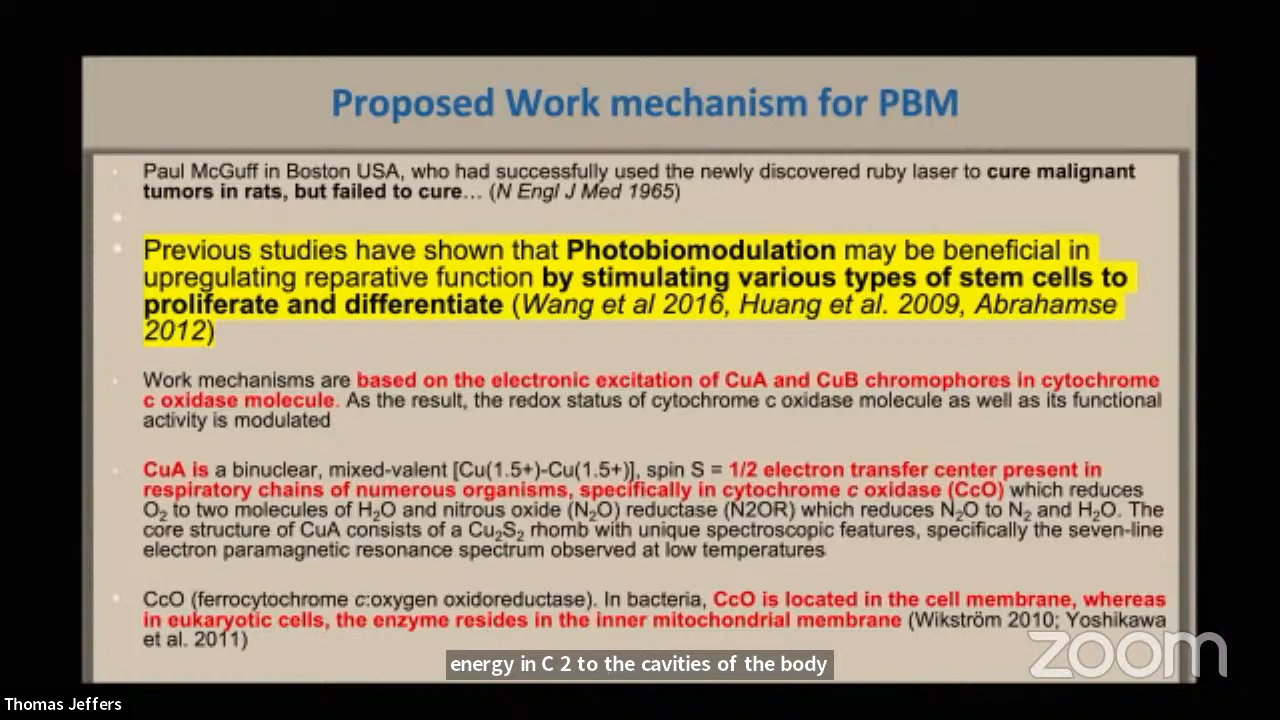 Proposed Work mechanism for PBM
Paul McGuff in Boston USA, who had successfully used the newly discovered ruby laser to cure malignant
tumors in rats, but failed to cure… (N Engl J Med 1965)
Previous studies have shown that Photobiomodulation may be beneficial in
upregulating reparative function by stimulating various types of stem cells to
proliferate and differentiate (Wang et al 2016, Huang et al. 2009, Abrahamse
2012)
Work mechanisms are based on the electronic excitation of CuA and CuB chromophores in cytochrome
c oxidase molecule. As the result, the redox status of cytochrome c oxidase molecule as well as its functional
activity is modulated
CuA is a binuclear, mixed-valent [Cu(1.5+)-Cu(1.5+)], spin S = 1/2 electron transfer center present in
respiratory chains of numerous organisms, specifically in cytochrome c oxidase (CcO) which reduces
O₂ to two molecules of H₂O and nitrous oxide (N₂O) reductase (N2OR) which reduces N₂O to N₂ and H₂O. The
core structure of CuA consists of a Cu₂S₂ rhomb with unique spectroscopic features, specifically the seven-line
electron paramagnetic resonance spectrum observed at low temperatures
CcO (ferrocytochrome c:oxygen oxidoreductase). In bacteria, CcO is located in the cell membrane, whereas
in eukaryotic cells, the enzyme resides in the inner mitochondrial membrane (Wikström 2010; Yoshikawa
et al. 2011)
energy in C 2 to the cavities of the body
zoom
Thomas Jeffers